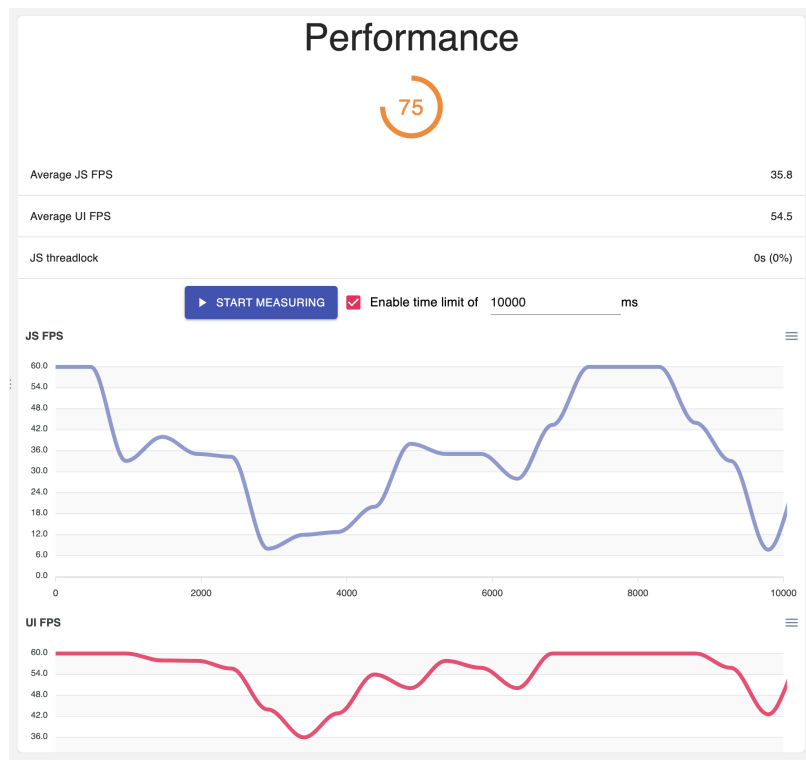 Performance
75
Average JS FPS 35.8
Average UI FPS 54.5
JS threadlock 0s (0%)
START MEASURING Enable time limit of 10000 ms
JS FPS
60.0
54.0
48.0
42.0
36.0
30.0
24.0
18.0
12.0
6.0
0.0
0 2000 4000 6000 8000 10000
UI FPS
60.0
54.0
48.0
42.0
36.0